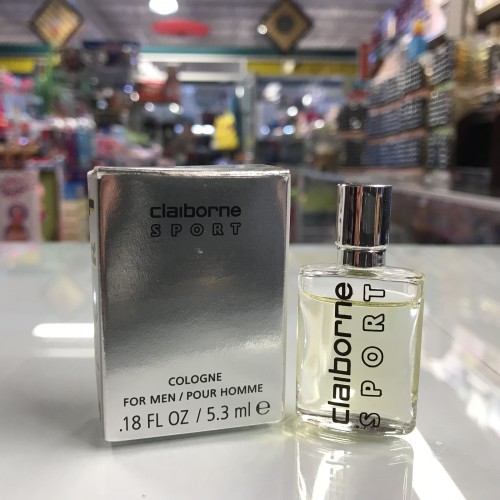 claiborne
SPORT
COLOGNE
FOR MEN / POUR HOMME
.18 FL OZ / 5.3 ml ℮
claiborne
SPORT